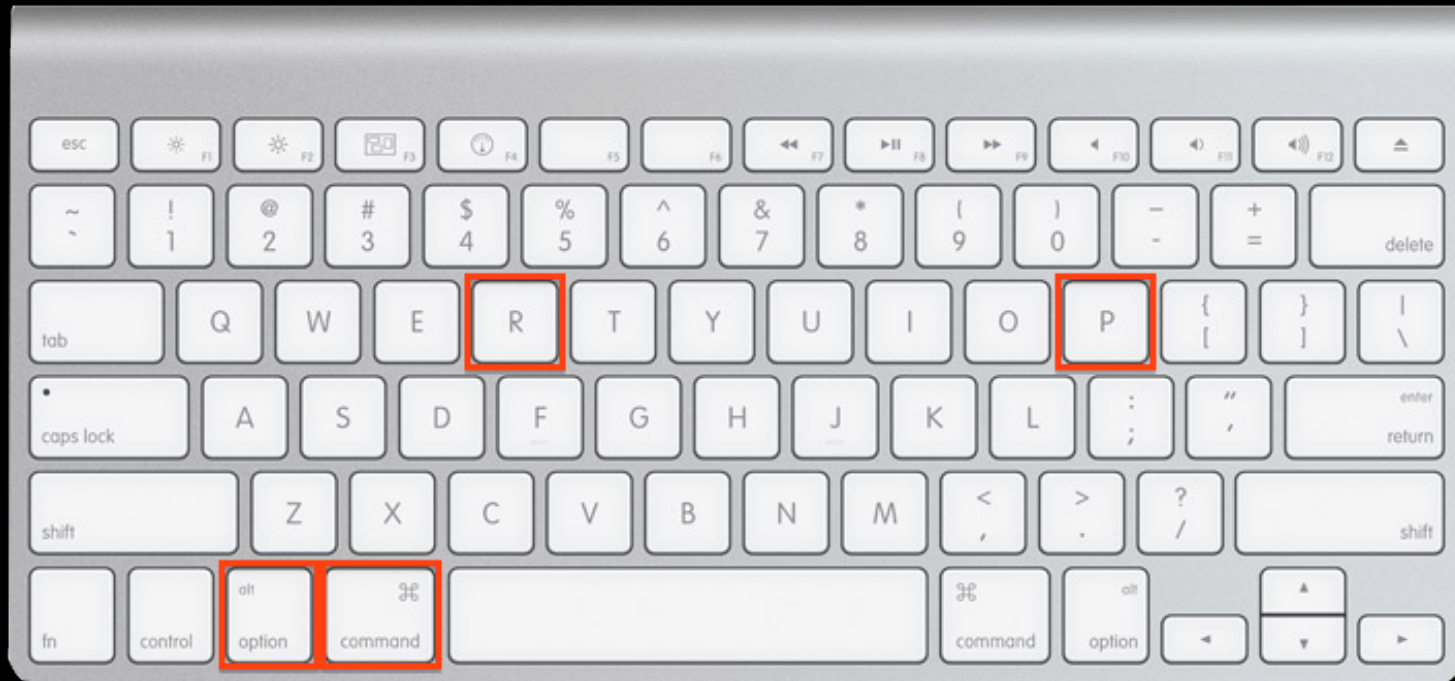 esc F1 F2 F3 F4 F5 F6 F7 F8 F9 F10 F11 F12
~ ! @ # $ % ^ & * ( ) — +
` 1 2 3 4 5 6 7 8 9 0 - = delete
tab Q W E R T Y U I O P { [ } ] | \
caps lock A S D F G H J K L : ; " ' enter return
shift Z X C V B N M < , > . ? / shift
alt ⌘ ⌘ alt
fn control option command command option